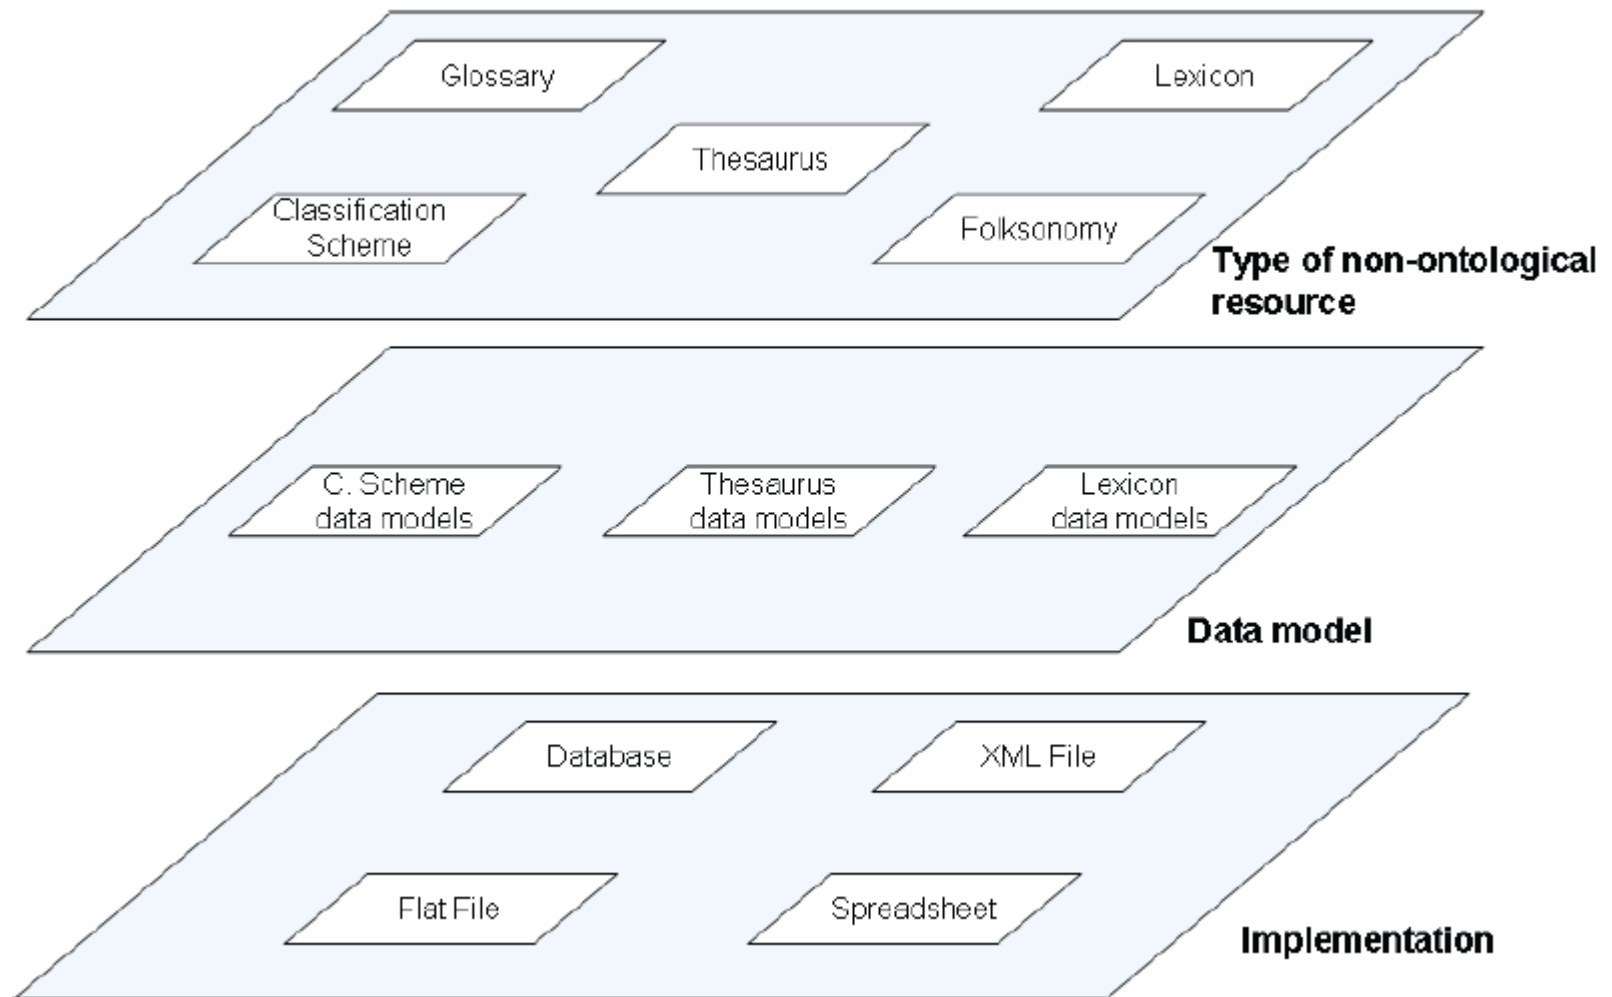 Glossary
Lexicon
Thesaurus
Classification
Scheme
Folksonomy
Type of non-ontological
resource
C. Scheme
data models
Thesaurus
data models
Lexicon
data models
Data model
Database
XML File
Flat File
Spreadsheet
Implementation